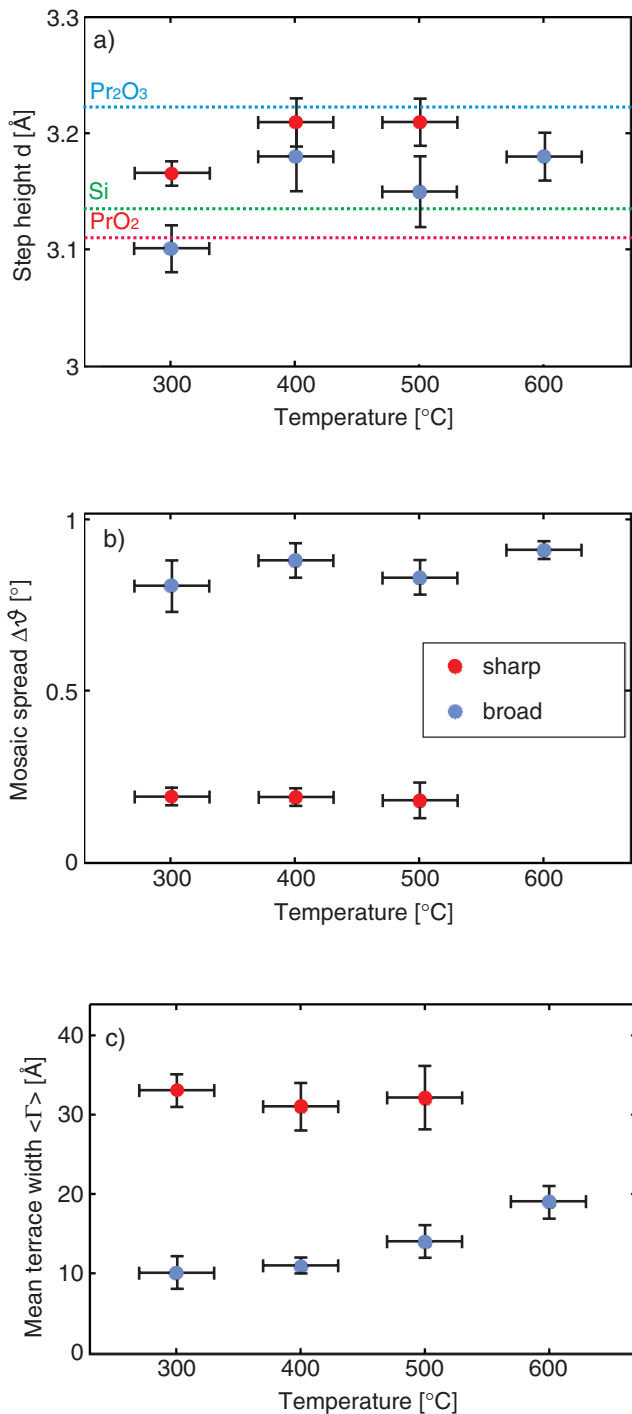 a)
3.3
3.2
3.1
3
Step height d [Å]
Pr₂O₃
Si
PrO₂
300 400 500 600
Temperature [°C]
b)
1
0.5
0
Mosaic spread Δϑ [°]
sharp
broad
300 400 500 600
Temperature [°C]
c)
40
30
20
10
0
Mean terrace width <Γ> [Å]
300 400 500 600
Temperature [°C]